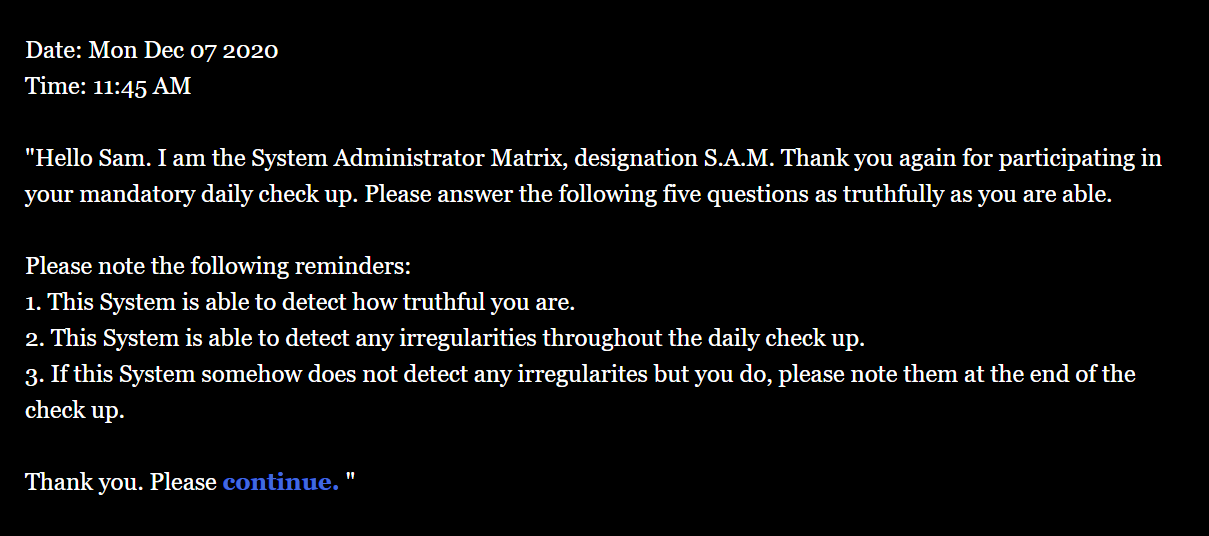 Date: Mon Dec 07 2020
Time: 11:45 AM
"Hello Sam. I am the System Administrator Matrix, designation S.A.M. Thank you again for participating in
your mandatory daily check up. Please answer the following five questions as truthfully as you are able.
Please note the following reminders:
1. This System is able to detect how truthful you are.
2. This System is able to detect any irregularities throughout the daily check up.
3. If this System somehow does not detect any irregularites but you do, please note them at the end of the
check up.
Thank you. Please continue. "